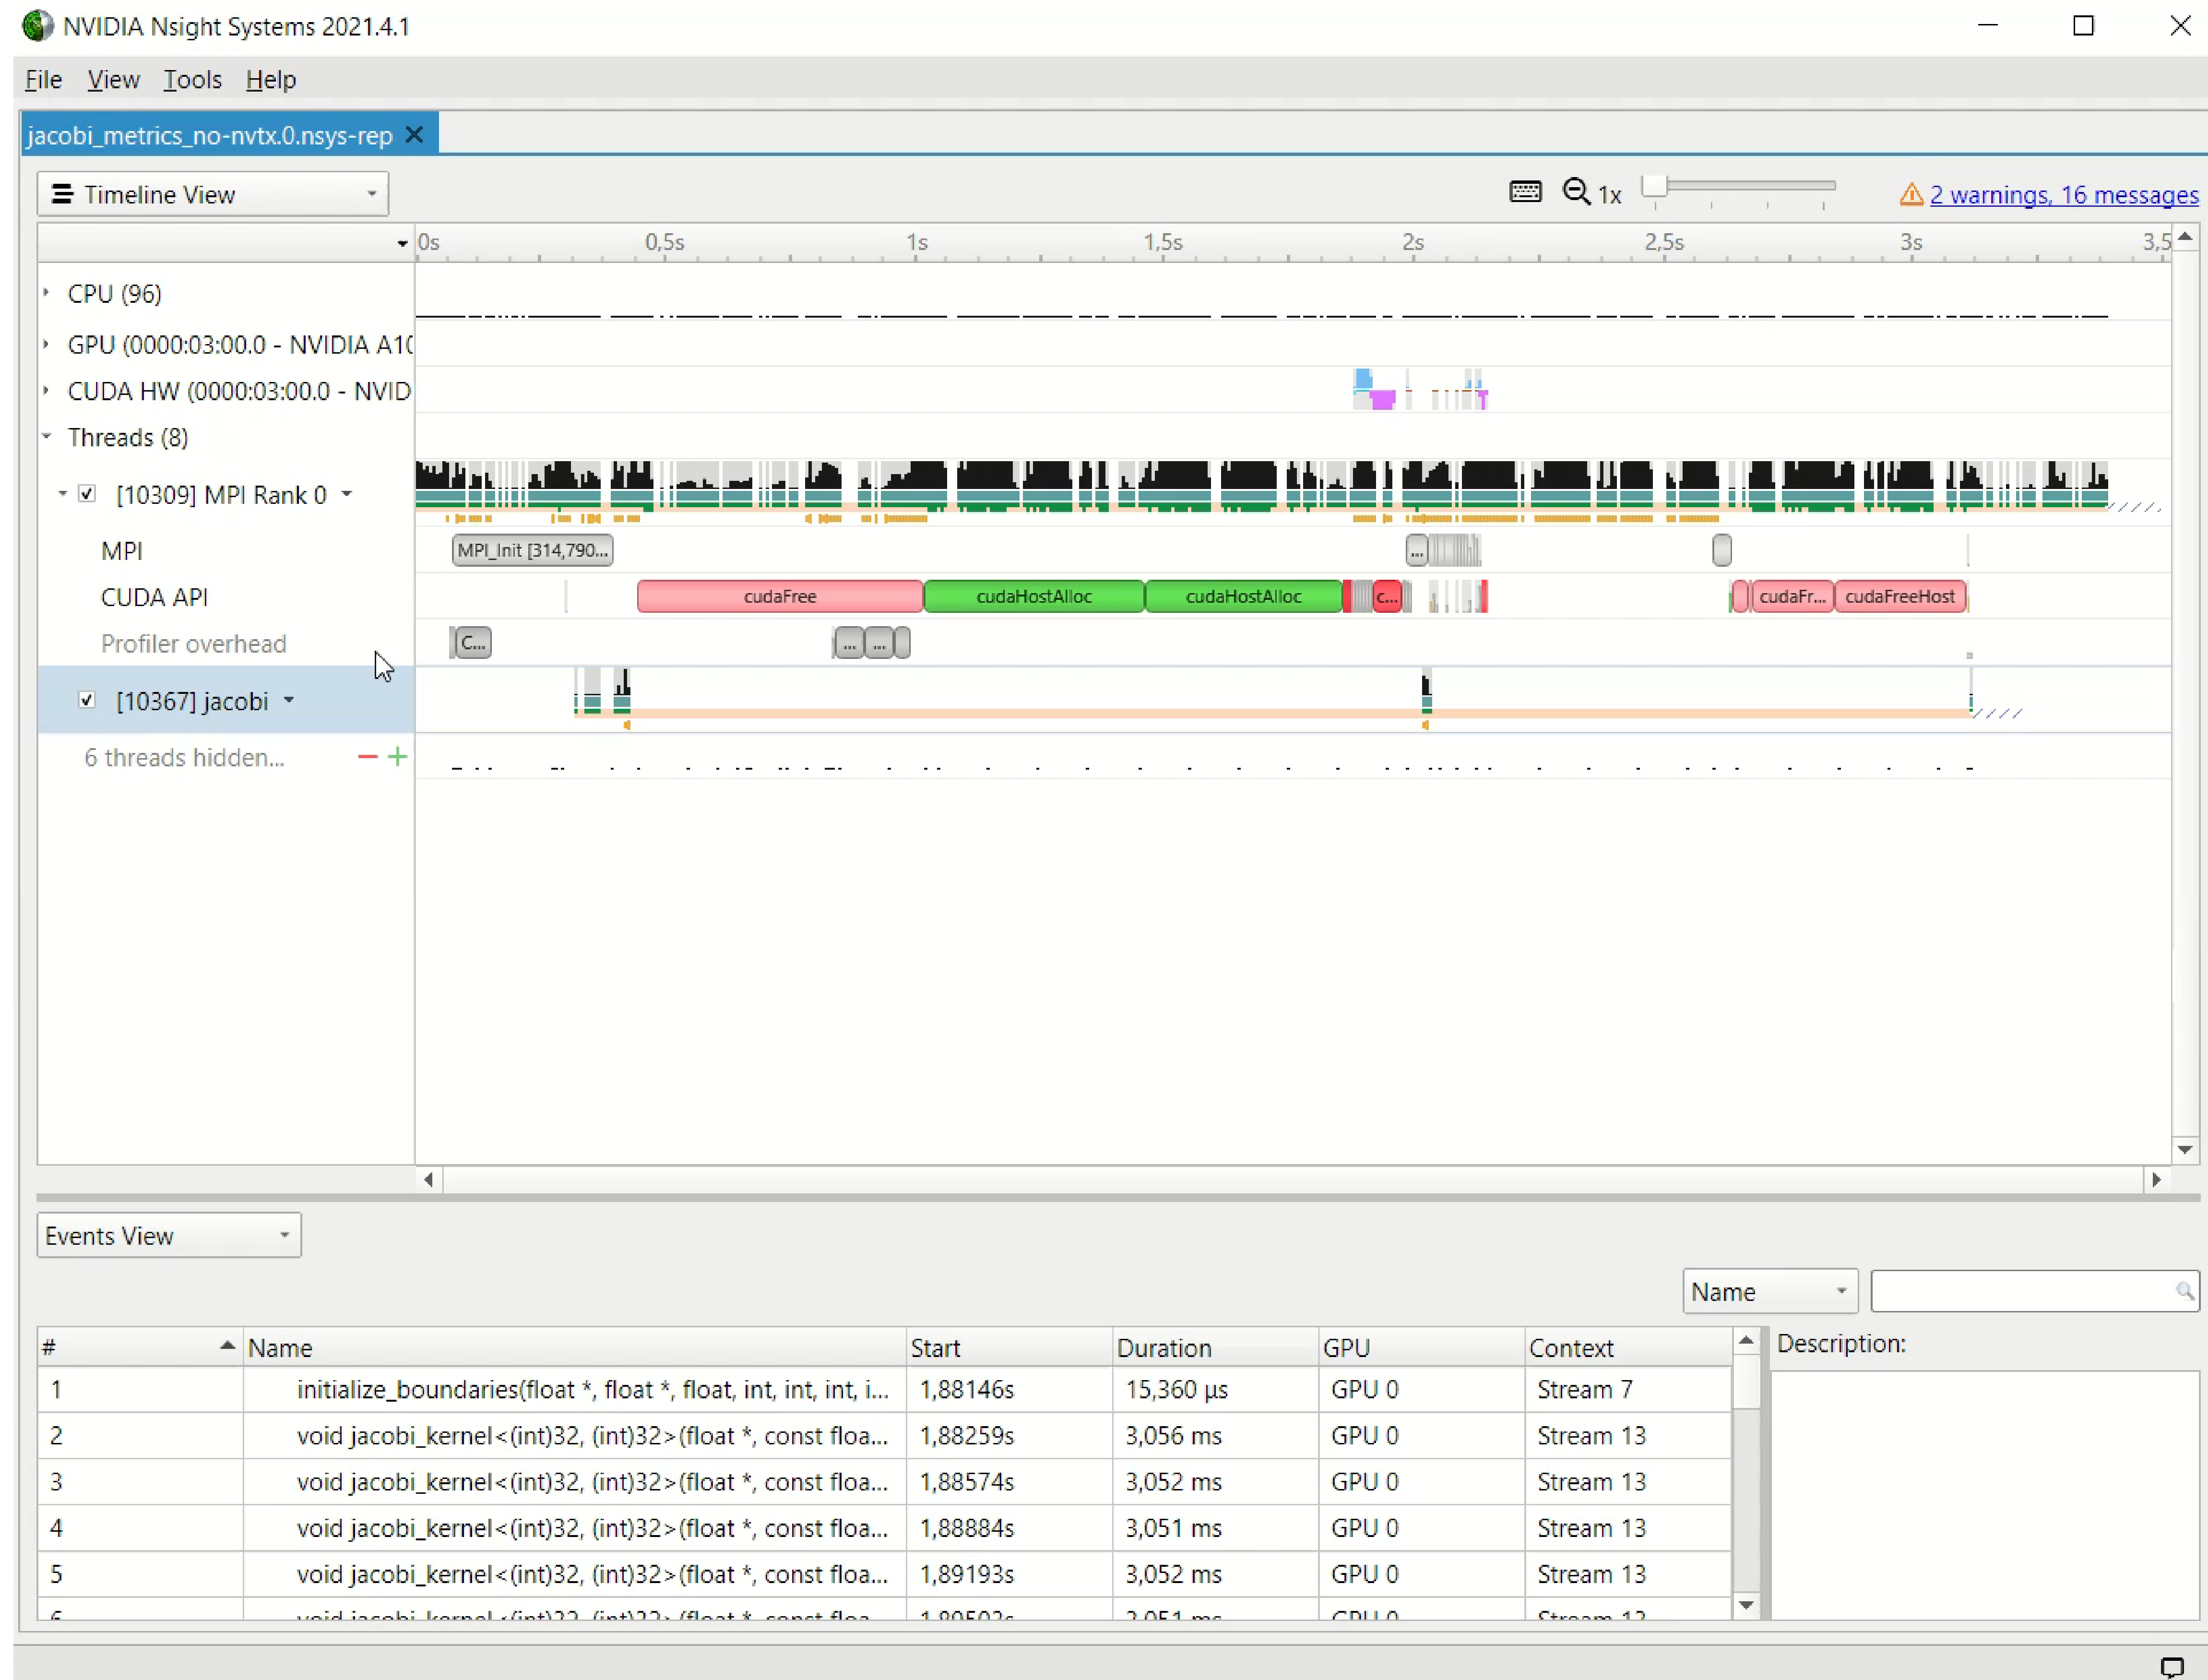 NVIDIA Nsight Systems 2021.4.1
File View Tools Help
jacobi_metrics_no-nvtx.0.nsys-rep
Timeline View
1x
2 warnings, 16 messages
0s 0,5s 1s 1,5s 2s 2,5s 3s 3,5
CPU (96)
GPU (0000:03:00.0 - NVIDIA A10
CUDA HW (0000:03:00.0 - NVID
Threads (8)
[10309] MPI Rank 0
MPI
MPI_Init [314,790...
...
CUDA API
cudaFree cudaHostAlloc cudaHostAlloc c... cudaFr... cudaFreeHost
Profiler overhead
C... ... ...
[10367] jacobi
6 threads hidden...
Events View
Name
# Name Start Duration GPU Context
Description:
1 initialize_boundaries(float *, float *, float, int, int, int, i... 1,88146s 15,360 μs GPU 0 Stream 7
2 void jacobi_kernel<(int)32, (int)32>(float *, const floa... 1,88259s 3,056 ms GPU 0 Stream 13
3 void jacobi_kernel<(int)32, (int)32>(float *, const floa... 1,88574s 3,052 ms GPU 0 Stream 13
4 void jacobi_kernel<(int)32, (int)32>(float *, const floa... 1,88884s 3,051 ms GPU 0 Stream 13
5 void jacobi_kernel<(int)32, (int)32>(float *, const floa... 1,89193s 3,052 ms GPU 0 Stream 13